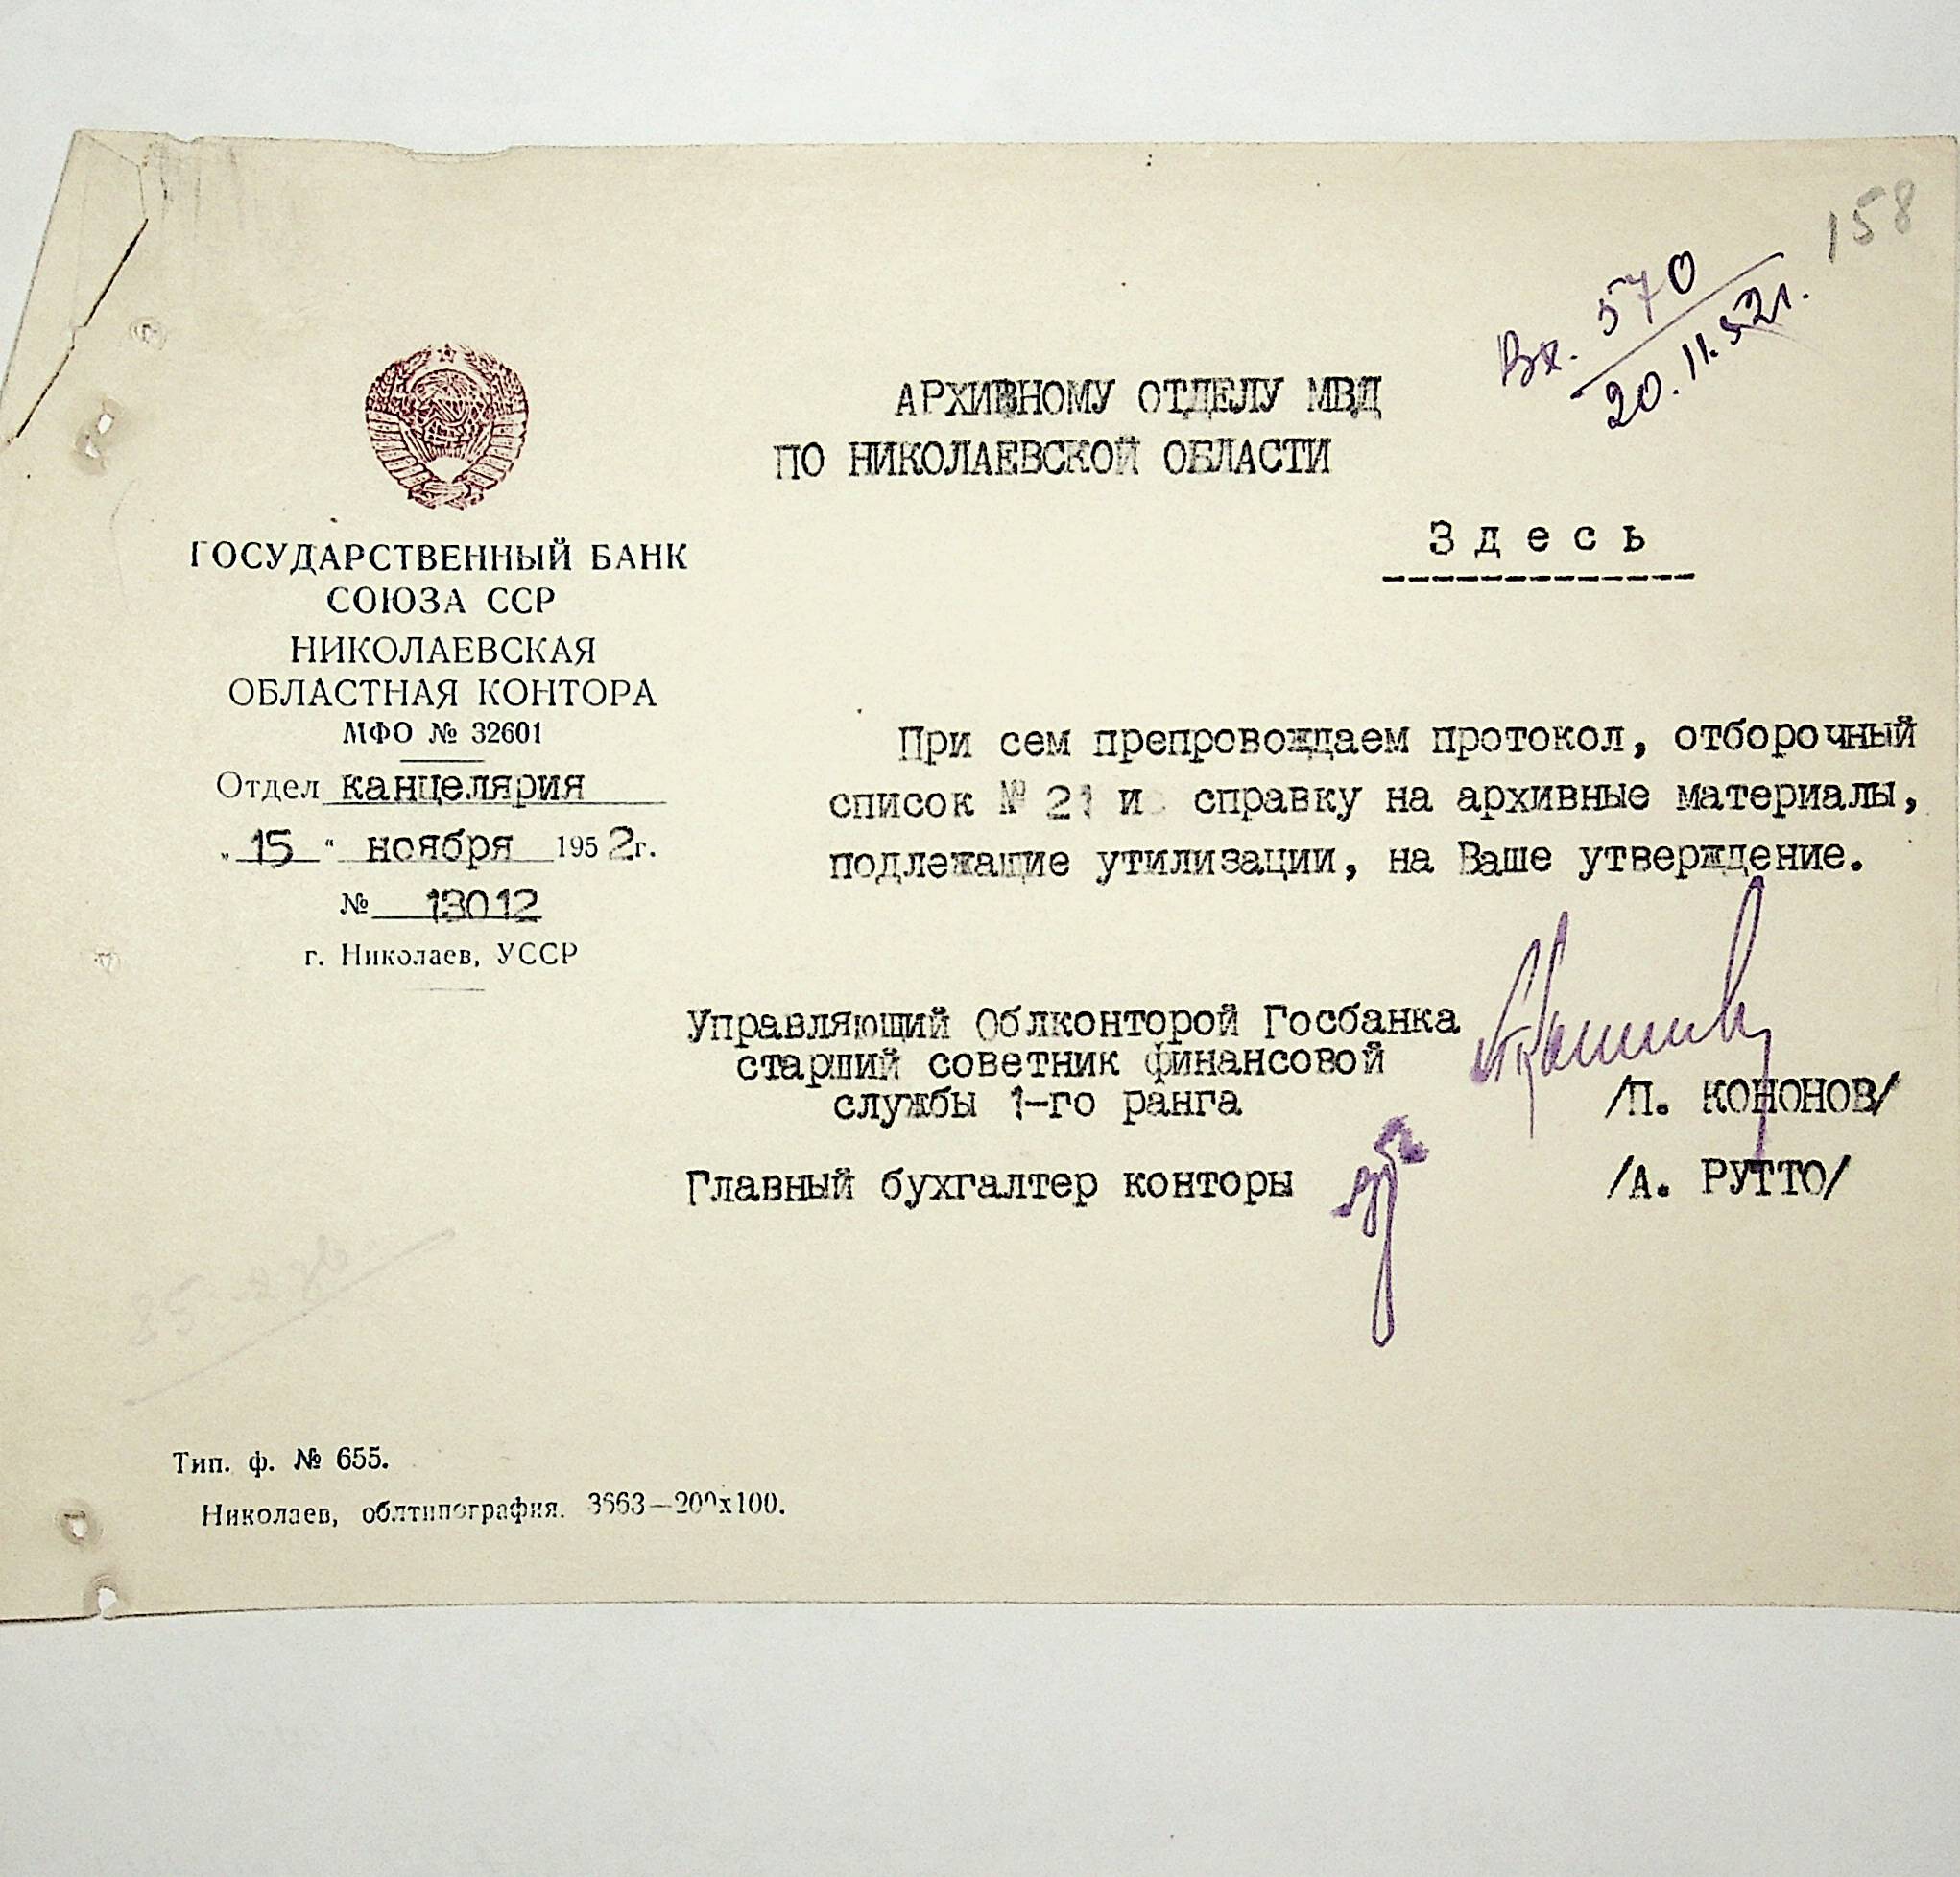 158
Вх. 570
20.11.52г.
АРХИВНОМУ ОТДЕЛУ МВД
ПО НИКОЛАЕВСКОЙ ОБЛАСТИ
Здесь
ГОСУДАРСТВЕННЫЙ БАНК
СОЮЗА ССР
НИКОЛАЕВСКАЯ
ОБЛАСТНАЯ КОНТОРА
МФО № 32601
Отдел канцелярия
„15“ ноября 1952г.
№ 13012
г. Николаев, УССР
При сем препровождаем протокол, отборочный
список № 21 и справку на архивные материалы,
подлежащие утилизации, на Ваше утверждение.
Управляющий Облконторой Госбанка
старший советник финансовой
службы 1-го ранга /П. КОНОНОВ/
Главный бухгалтер конторы /А. РУТТО/
Тип. ф. № 655.
Николаев, облтипография. 3663—200х100.